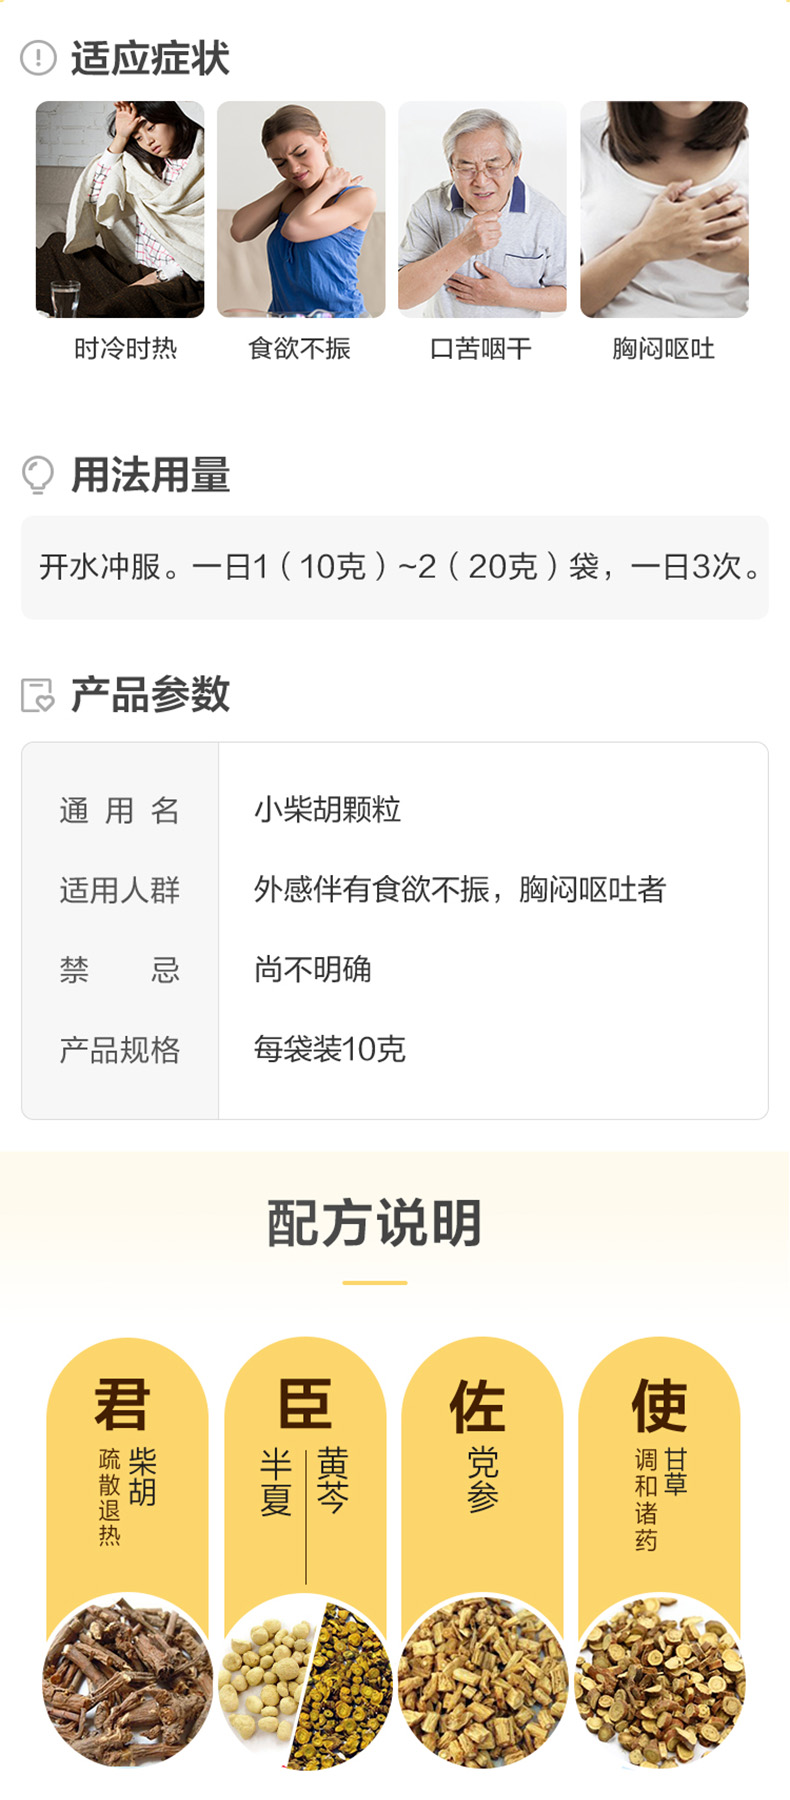 适应症状
时冷时热
食欲不振
口苦咽干
胸闷呕吐
用法用量
开水冲服。一日1（10克）~2（20克）袋，一日3次。
产品参数
通用名 小柴胡颗粒
适用人群 外感伴有食欲不振，胸闷呕吐者
禁忌 尚不明确
产品规格 每袋装10克
配方说明
君
柴胡
疏散退热
臣
黄芩
半夏
佐
党参
使
甘草
调和诸药